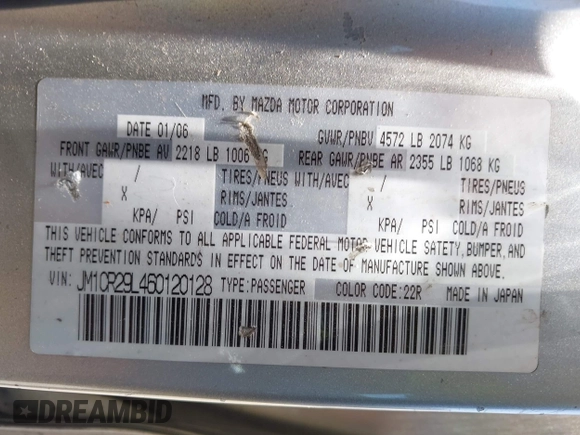 MFD. BY MAZDA MOTOR CORPORATION
DATE 01/06 GVWR/PNBV 4572 LB 2074 KG
FRONT GAWR/PNBE AV 2218 LB 1006 KG REAR GAWR/PNBE AR 2355 LB 1068 KG
WITH/AVEC / TIRES/PNEUS WITH/AVEC / TIRES/PNEUS
X RIMS/JANTES X RIMS/JANTES
KPA/ PSI COLD/A FROID KPA/ PSI COLD/A FROID
THIS VEHICLE CONFORMS TO ALL APPLICABLE FEDERAL MOTOR VEHICLE SAFETY, BUMPER, AND
THEFT PREVENTION STANDARDS IN EFFECT ON THE DATE OF MANUFACTURE SHOWN ABOVE.
VIN: JM1CR29L460120128 TYPE:PASSENGER COLOR CODE:22R MADE IN JAPAN
DREAMBID